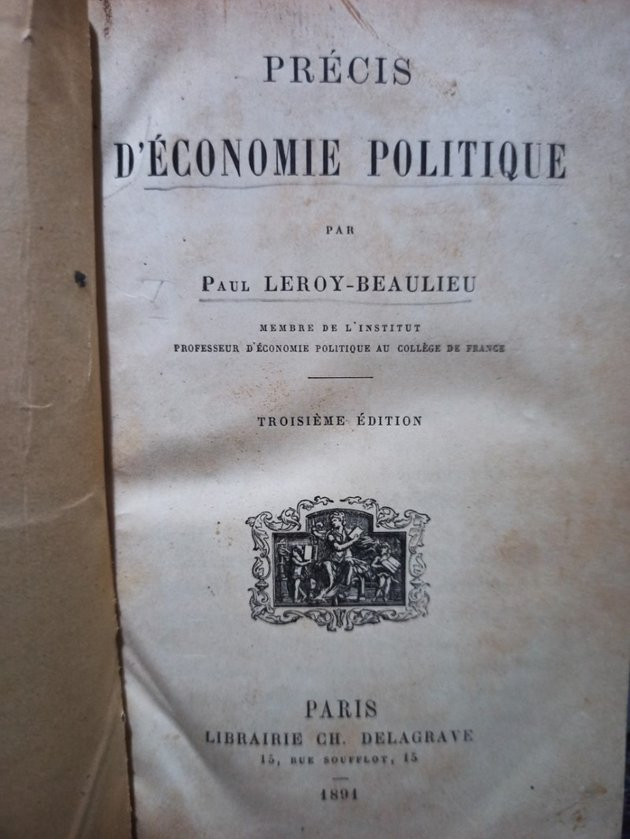 PRÉCIS
D'ÉCONOMIE POLITIQUE
PAR
PAUL LEROY-BEAULIEU
MEMBRE DE L'INSTITUT
PROFESSEUR D'ÉCONOMIE POLITIQUE AU COLLÈGE DE FRANCE
TROISIÈME ÉDITION
PARIS
LIBRAIRIE CH. DELAGRAVE
15, RUE SOUFFLOT, 15
1891